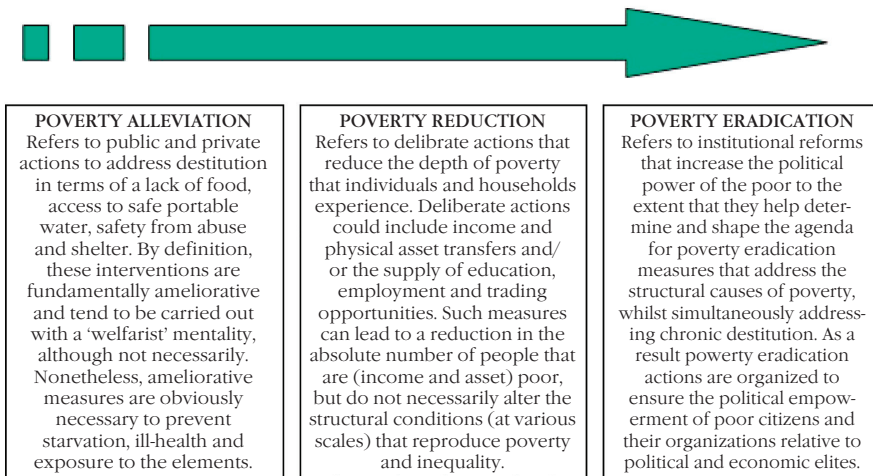 POVERTY ALLEVIATION
Refers to public and private
actions to address destitution
in terms of a lack of food,
access to safe portable
water, safety from abuse
and shelter. By definition,
these interventions are
fundamentally ameliorative
and tend to be carried out
with a ‘welfarist’ mentality,
although not necessarily.
Nonetheless, ameliorative
measures are obviously
necessary to prevent
starvation, ill-health and
exposure to the elements.
POVERTY REDUCTION
Refers to delibrate actions that
reduce the depth of poverty
that individuals and households
experience. Deliberate actions
could include income and
physical asset transfers and/
or the supply of education,
employment and trading
opportunities. Such measures
can lead to a reduction in the
absolute number of people that
are (income and asset) poor,
but do not necessarily alter the
structural conditions (at various
scales) that reproduce poverty
and inequality.
POVERTY ERADICATION
Refers to institutional reforms
that increase the political
power of the poor to the
extent that they help deter-
mine and shape the agenda
for poverty eradication
measures that address the
structural causes of poverty,
whilst simultaneously address-
ing chronic destitution. As a
result powerty eradication
actions are organized to
ensure the political empow-
erment of poor citizens and
their organizations relative to
political and economic elites.